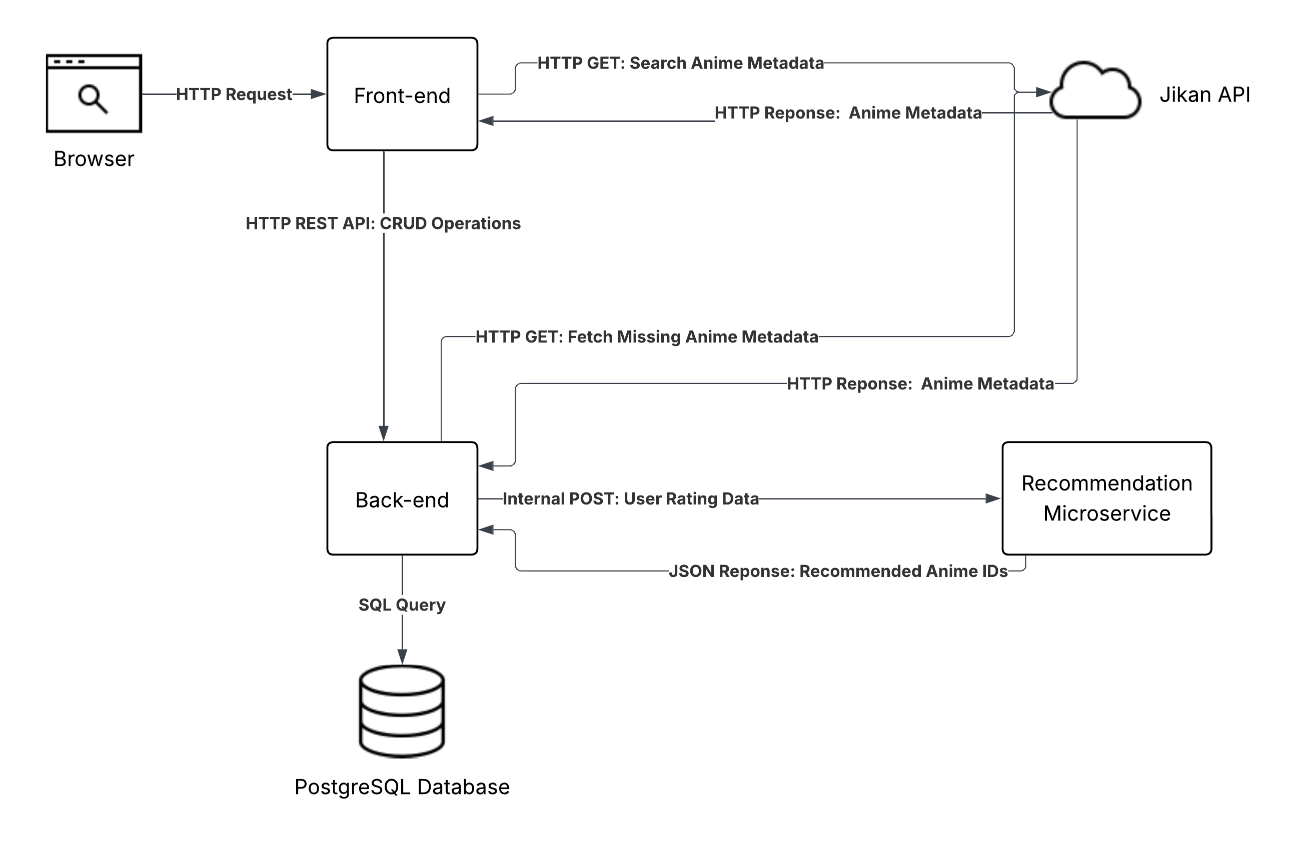 HTTP GET: Search Anime Metadata
HTTP Request
Front-end
Jikan API
HTTP Reponse:  Anime Metadata
Browser
HTTP REST API: CRUD Operations
HTTP GET: Fetch Missing Anime Metadata
HTTP Reponse:  Anime Metadata
Back-end
Internal POST: User Rating Data
Recommendation
Microservice
JSON Reponse: Recommended Anime IDs
SQL Query
PostgreSQL Database